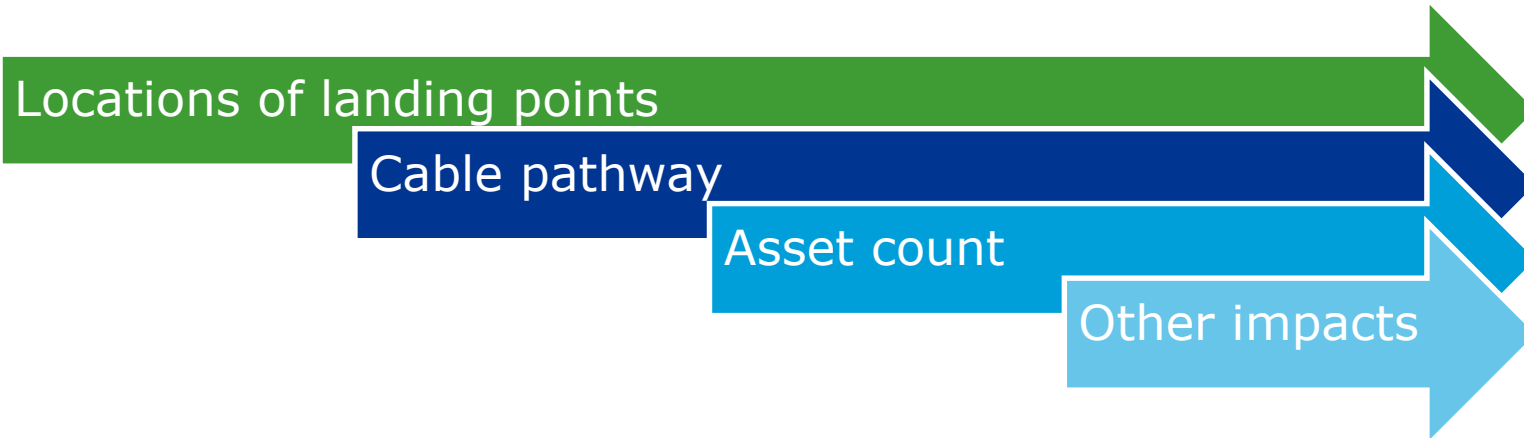 Locations of landing points
Cable pathway
Asset count
Other impacts